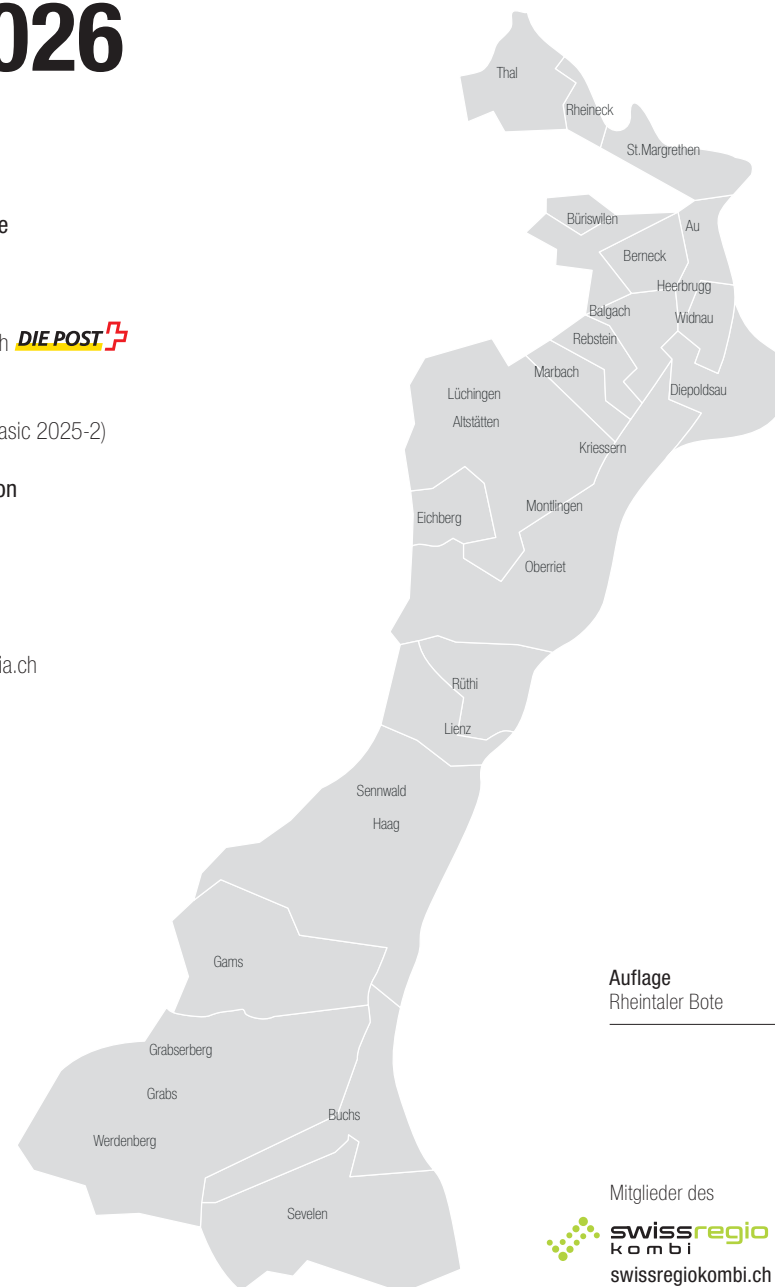 026
e
h DIE POST
asic 2025-2)
on
ia.ch
Thal
Rheineck
St.Margrethen
Büriswilen
Au
Berneck
Heerbrugg
Balgach
Widnau
Rebstein
Marbach
Diepoldsau
Lüchingen
Altstätten
Kriessern
Montlingen
Eichberg
Oberriet
Rüthi
Lienz
Sennwald
Haag
Gams
Grabserberg
Grabs
Buchs
Werdenberg
Sevelen
Auflage
Rheintaler Bote
Mitglieder des
swissregio
kombi
swissregiokombi.ch